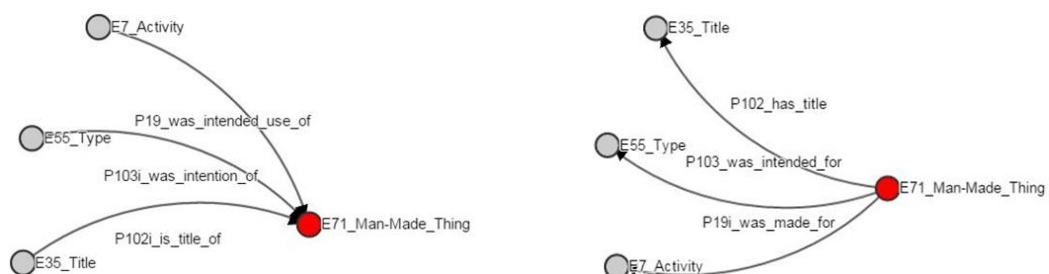 E7_Activity
P19_was_intended_use_of
E55_Type
P103i_was_intention_of
E71_Man-Made_Thing
P102i_is_title_of
E35_Title
E35_Title
P102_has_title
E55_Type
P103_was_intended_for
E71_Man-Made_Thing
P19i_was_made_for
E7_Activity